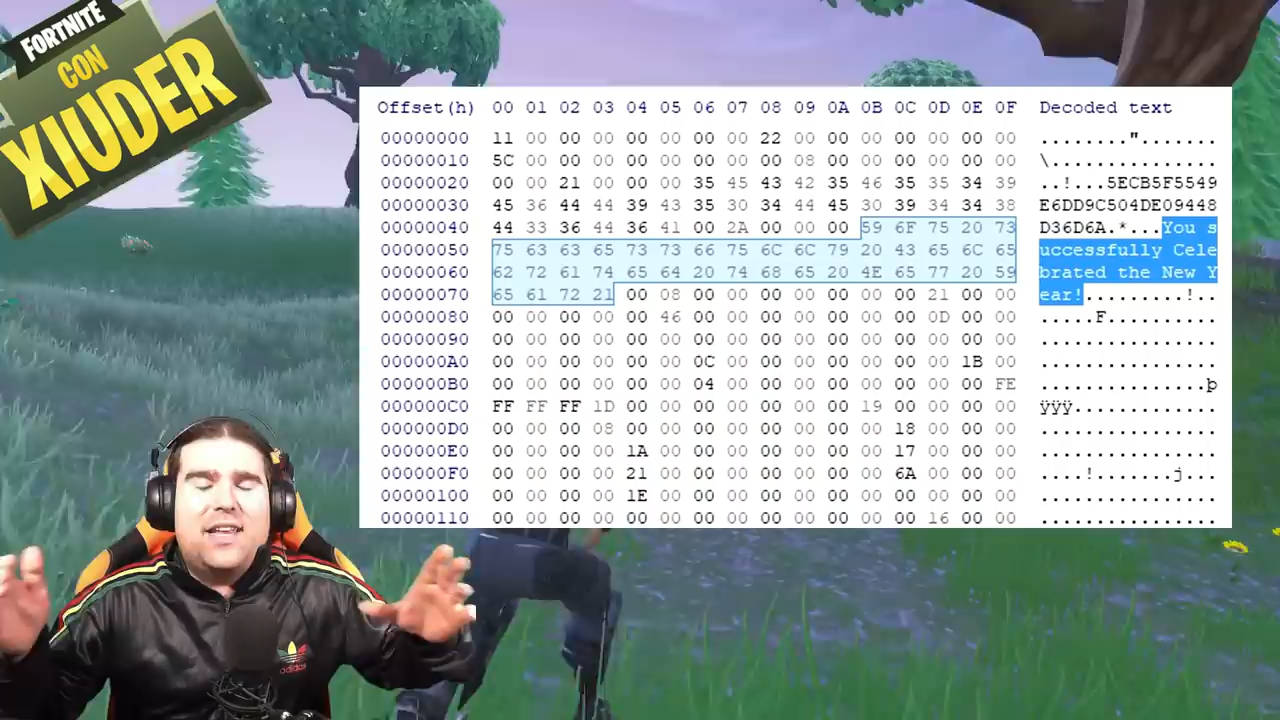 FORTNITE
CON
XIUDER
Offset(h) 00 01 02 03 04 05 06 07 08 09 0A 0B 0C 0D 0E 0F Decoded text
00000000 11 00 00 00 00 00 00 00 22 00 00 00 00 00 00 00 ........".......
00000010 5C 00 00 00 00 00 00 00 00 08 00 00 00 00 00 00 \...............
00000020 00 00 21 00 00 00 35 45 43 42 35 46 35 35 34 39 ..!...5ECB5F5549
00000030 45 36 44 44 39 43 35 30 34 44 45 30 39 34 34 38 E6DD9C504DE09448
00000040 44 33 36 44 36 41 00 2A 00 00 00 59 6F 75 20 73 D36D6A.*...You s
00000050 75 63 63 65 73 73 66 75 6C 6C 79 20 43 65 6C 65 uccessfully Cele
00000060 62 72 61 74 65 64 20 74 68 65 20 4E 65 77 20 59 brated the New Y
00000070 65 61 72 21 00 08 00 00 00 00 00 00 00 21 00 00 ear!.........!..
00000080 00 00 00 00 00 46 00 00 00 00 00 00 00 0D 00 00 .....F..........
00000090 00 00 00 00 00 00 00 00 00 00 00 00 00 00 00 00 ................
000000A0 00 00 00 00 00 00 0C 00 00 00 00 00 00 00 1B 00 ................
000000B0 00 00 00 00 00 00 04 00 00 00 00 00 00 00 00 FE ...............þ
000000C0 FF FF FF 1D 00 00 00 00 00 00 00 19 00 00 00 00 ÿÿÿ.............
000000D0 00 00 00 08 00 00 00 00 00 00 00 00 18 00 00 00 ................
000000E0 00 00 00 00 1A 00 00 00 00 00 00 00 17 00 00 00 ................
000000F0 00 00 00 00 21 00 00 00 00 00 00 00 6A 00 00 00 ....!.......j...
00000100 00 00 00 00 1E 00 00 00 00 00 00 00 00 00 00 00 ................
00000110 00 00 00 00 00 00 00 00 00 00 00 00 00 16 00 00 ................
adidas